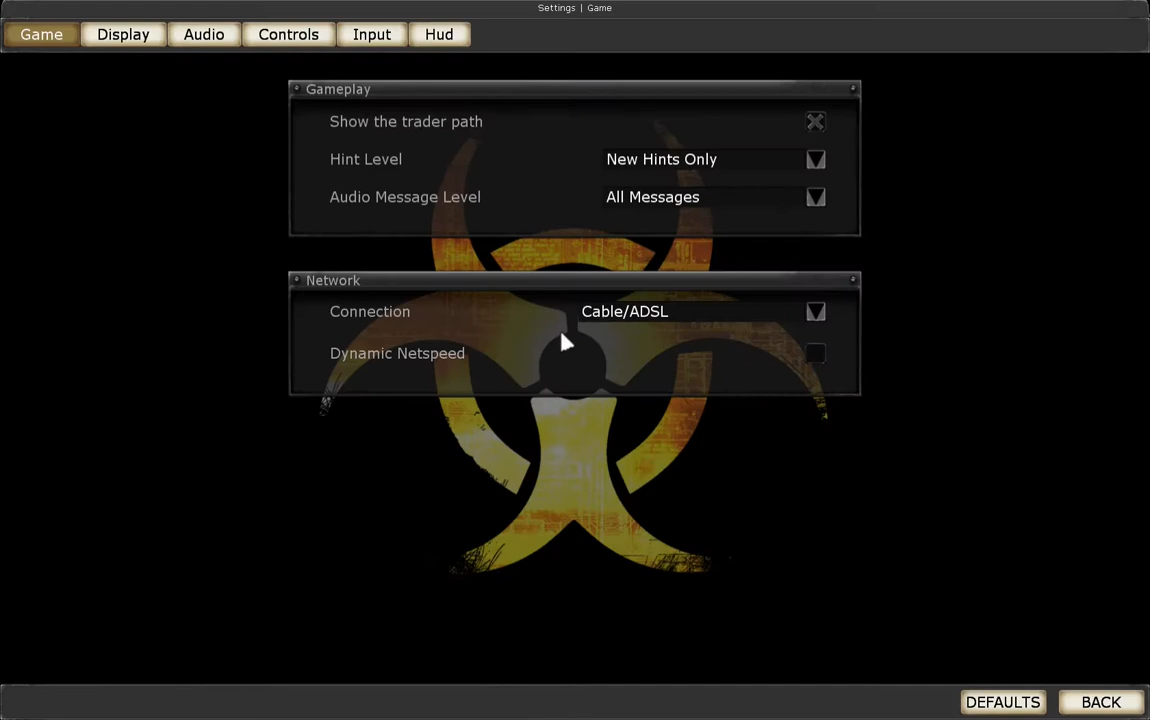 Settings | Game
Game Display Audio Controls Input Hud
Gameplay
Show the trader path
Hint Level New Hints Only
Audio Message Level All Messages
Network
Connection Cable/ADSL
Dynamic Netspeed
DEFAULTS BACK